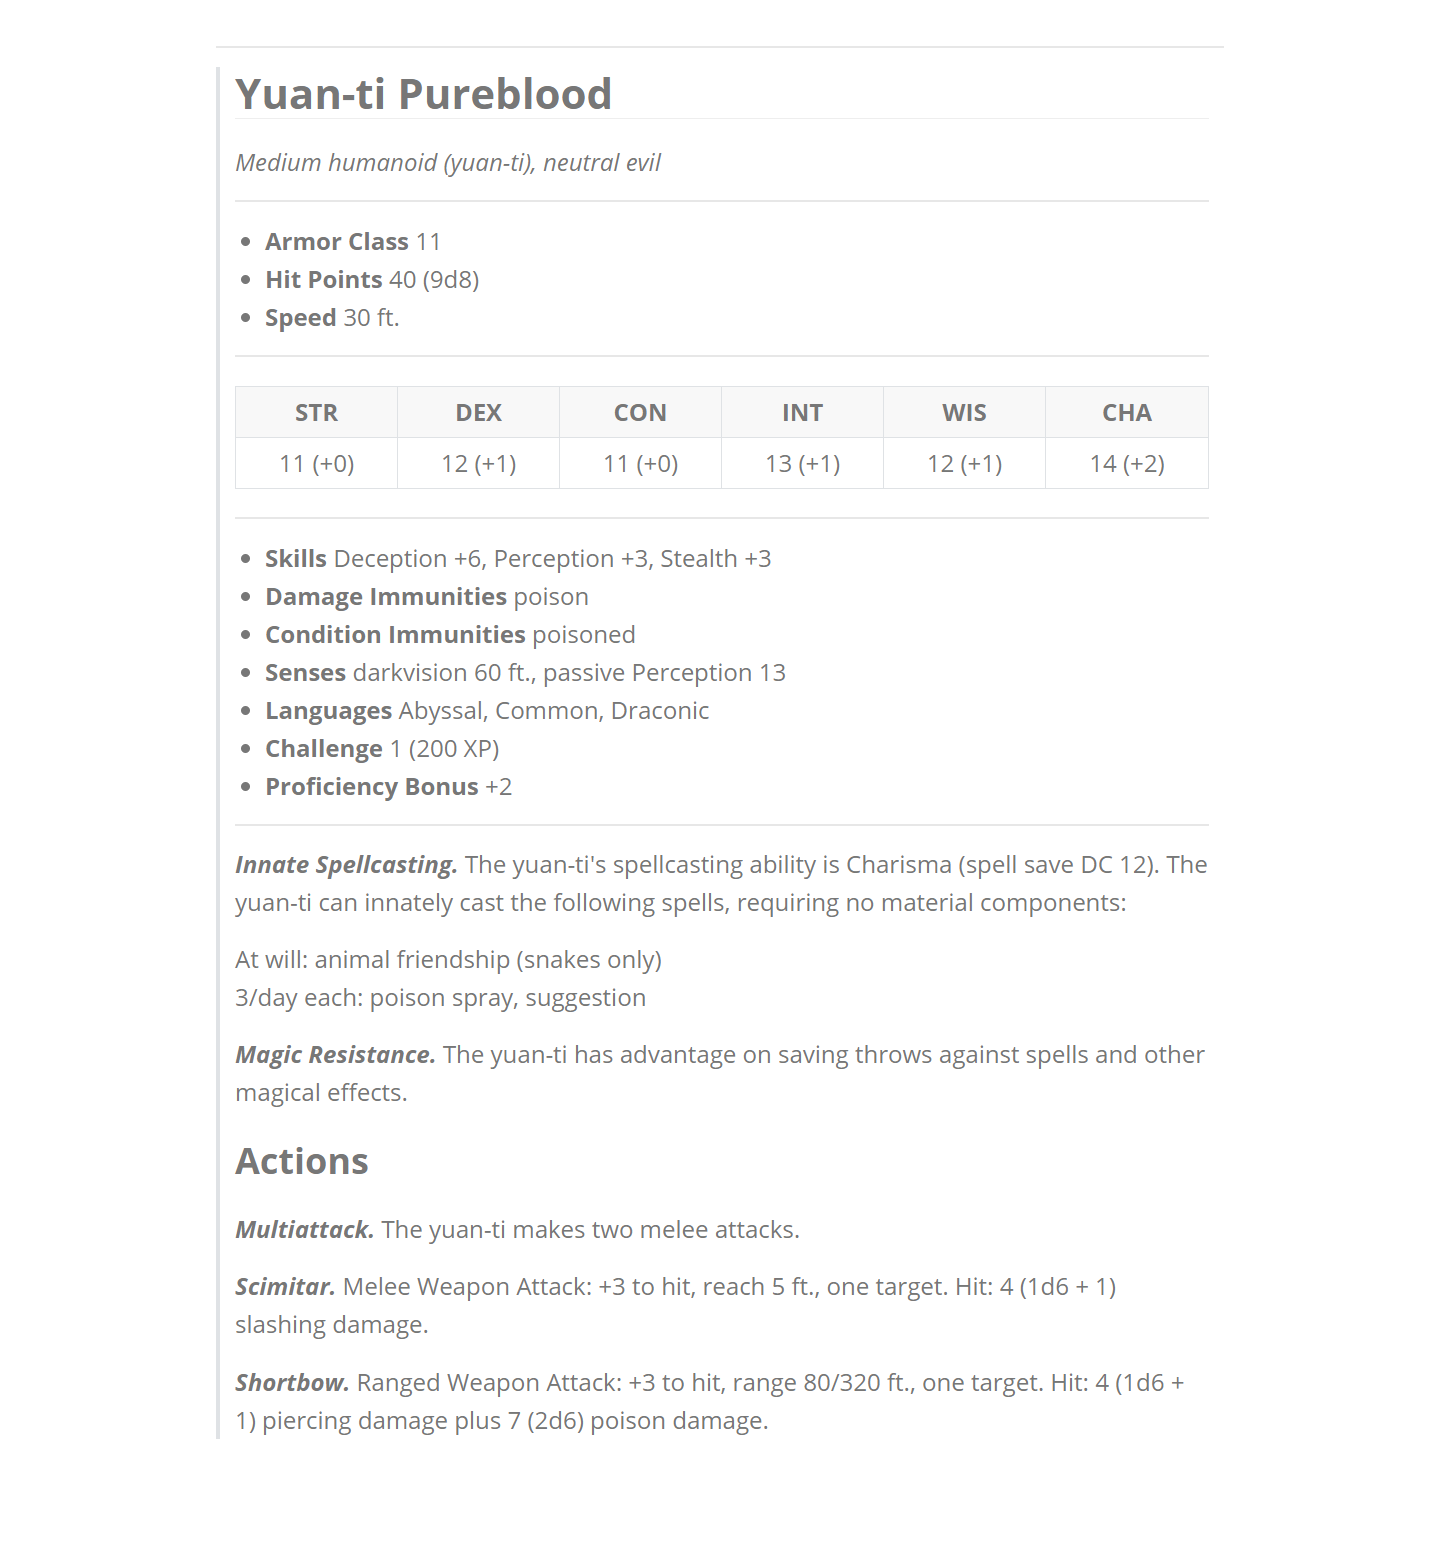 Yuan-ti Pureblood
Medium humanoid (yuan-ti), neutral evil
Armor Class 11
Hit Points 40 (9d8)
Speed 30 ft.
STR DEX CON INT WIS CHA
11 (+0) 12 (+1) 11 (+0) 13 (+1) 12 (+1) 14 (+2)
Skills Deception +6, Perception +3, Stealth +3
Damage Immunities poison
Condition Immunities poisoned
Senses darkvision 60 ft., passive Perception 13
Languages Abyssal, Common, Draconic
Challenge 1 (200 XP)
Proficiency Bonus +2
Innate Spellcasting. The yuan-ti's spellcasting ability is Charisma (spell save DC 12). The
yuan-ti can innately cast the following spells, requiring no material components:
At will: animal friendship (snakes only)
3/day each: poison spray, suggestion
Magic Resistance. The yuan-ti has advantage on saving throws against spells and other
magical effects.
Actions
Multiattack. The yuan-ti makes two melee attacks.
Scimitar. Melee Weapon Attack: +3 to hit, reach 5 ft., one target. Hit: 4 (1d6 + 1)
slashing damage.
Shortbow. Ranged Weapon Attack: +3 to hit, range 80/320 ft., one target. Hit: 4 (1d6 +
1) piercing damage plus 7 (2d6) poison damage.